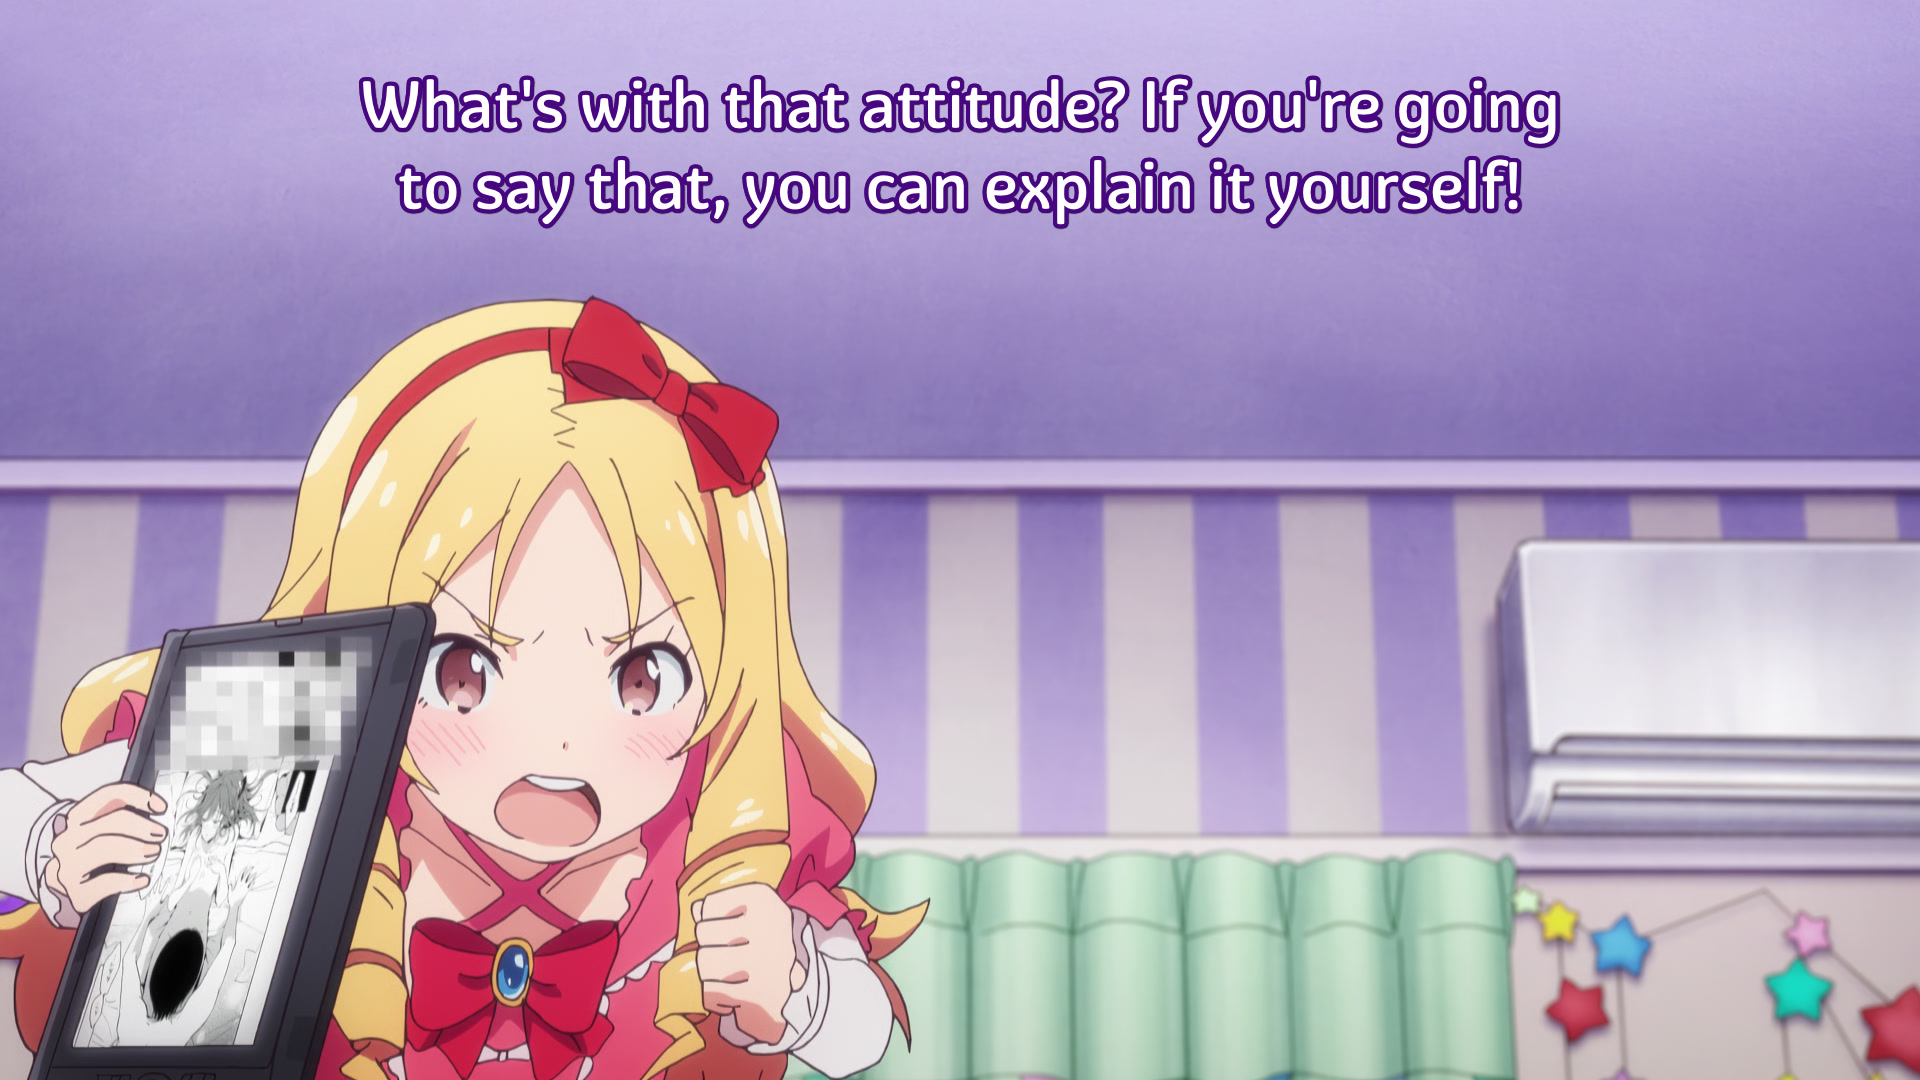 What's with that attitude? If you're going
to say that, you can explain it yourself!